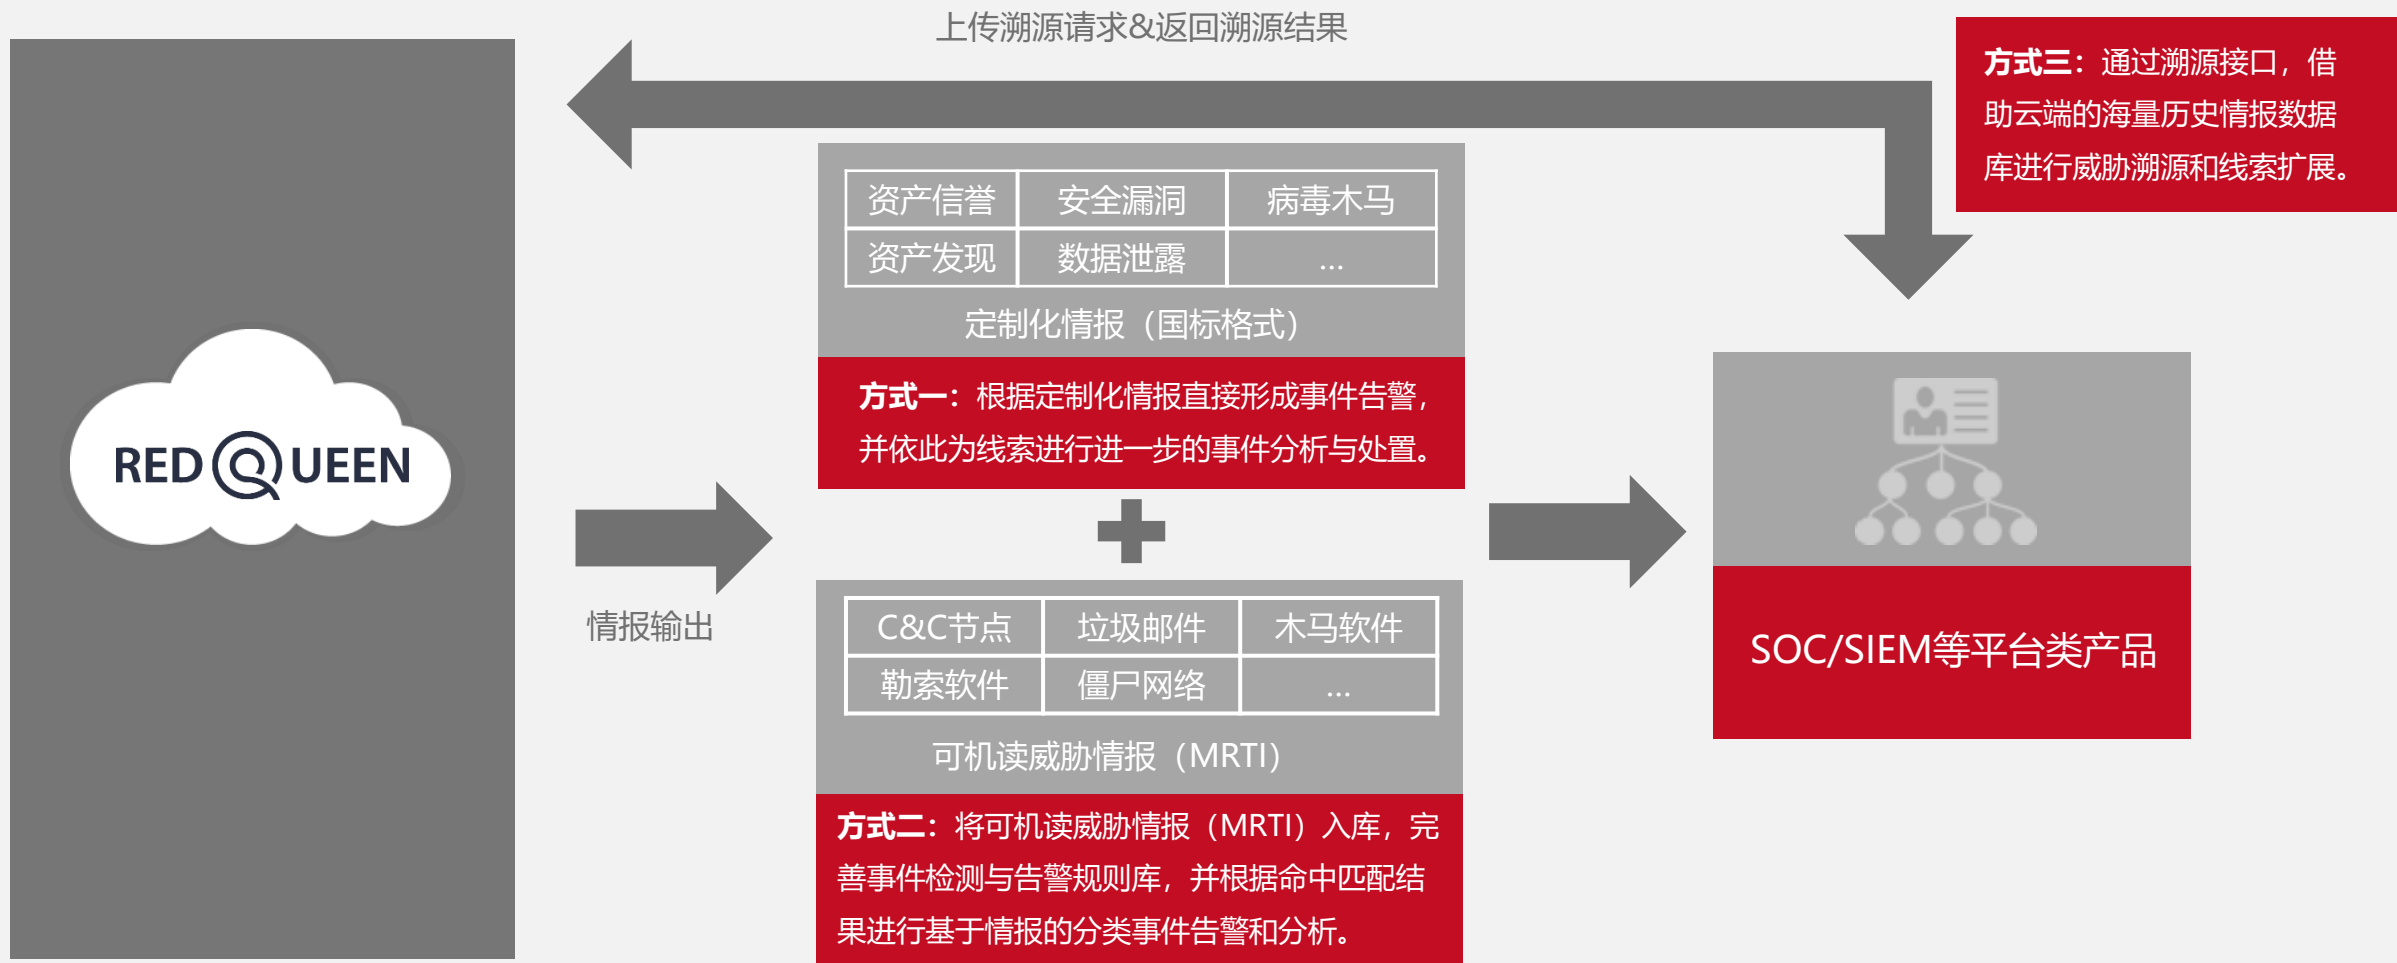 上传溯源请求&返回溯源结果
方式三：通过溯源接口，借
助云端的海量历史情报数据
库进行威胁溯源和线索扩展。
资产信誉 安全漏洞 病毒木马
资产发现 数据泄露 ...
定制化情报（国标格式）
方式一：根据定制化情报直接形成事件告警，
并依此为线索进行进一步的事件分析与处置。
RED QUEEN
情报输出
C&C节点 垃圾邮件 木马软件
勒索软件 僵尸网络 ...
可机读威胁情报（MRTI）
方式二：将可机读威胁情报（MRTI）入库，完
善事件检测与告警规则库，并根据命中匹配结
果进行基于情报的分类事件告警和分析。
SOC/SIEM等平台类产品